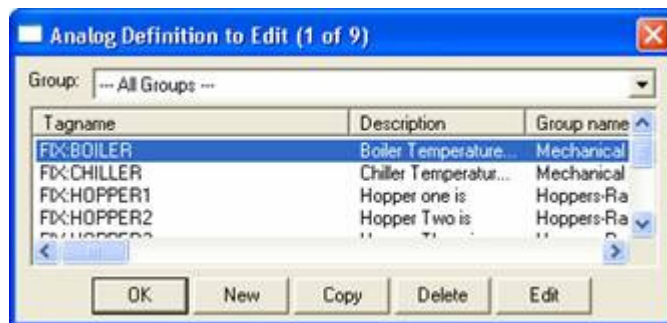 Analog Definition to Edit (1 of 9)
Group: --- All Groups ---
Tagname Description Group name
FIX:BOILER Boiler Temperature... Mechanical
FIX:CHILLER Chiller Temperatur... Mechanical
FIX:HOPPER1 Hopper one is Hoppers-Ra
FIX:HOPPER2 Hopper Two is Hoppers-Ra
OK New Copy Delete Edit